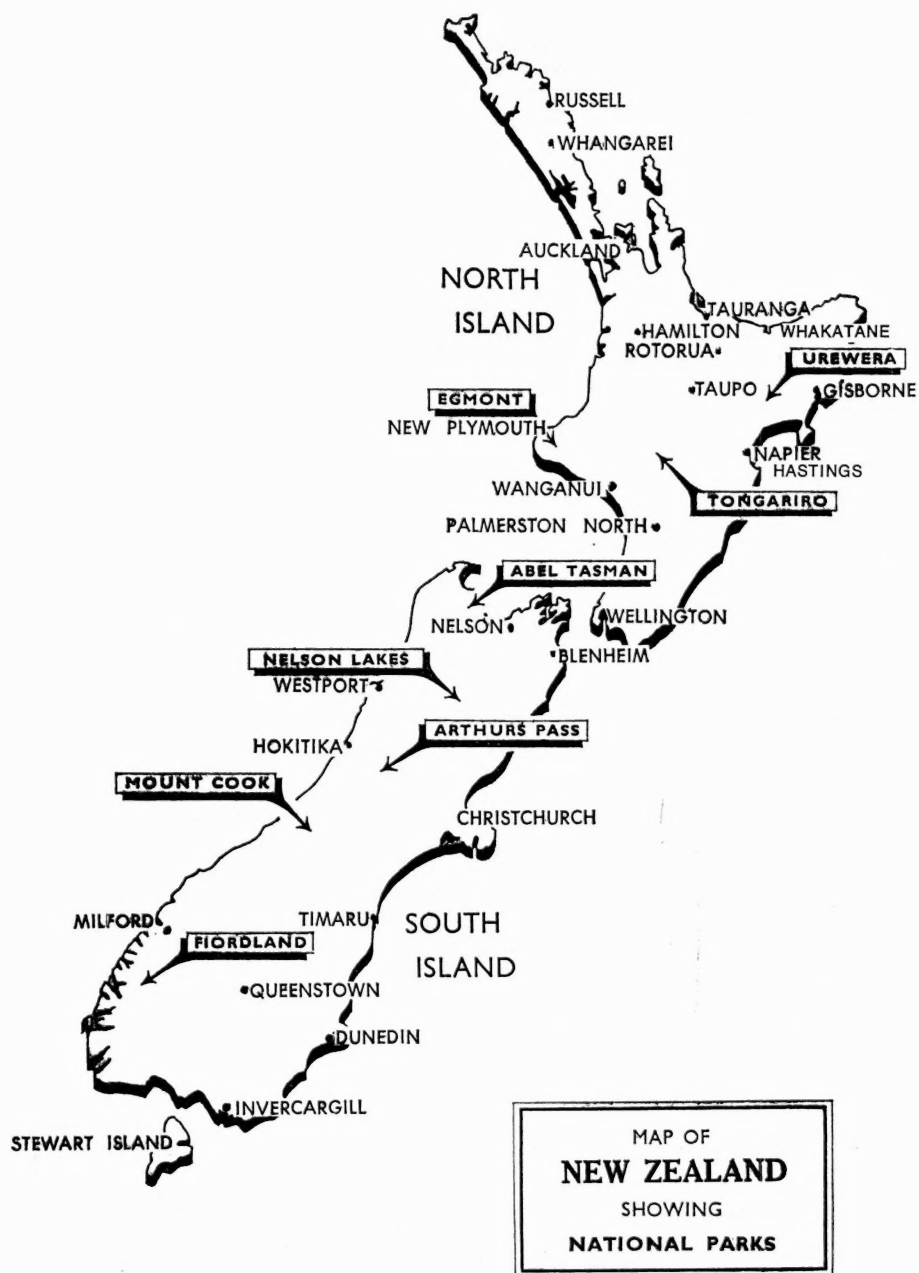 RUSSELL
WHANGAREI
AUCKLAND
NORTH
ISLAND
TAURANGA
HAMILTON
WHAKATANE
ROTORUA
UREWERA
TAUPO
GISBORNE
EGMONT
NEW PLYMOUTH
NAPIER
HASTINGS
WANGANUI
TONGARIRO
PALMERSTON NORTH
ABEL TASMAN
WELLINGTON
NELSON
BLENHEIM
NELSON LAKES
WESTPORT
ARTHURS PASS
HOKITIKA
MOUNT COOK
CHRISTCHURCH
MILFORD
TIMARU
SOUTH
ISLAND
FIORDLAND
QUEENSTOWN
DUNEDIN
INVERCARGILL
STEWART ISLAND
MAP OF
NEW ZEALAND
SHOWING
NATIONAL PARKS